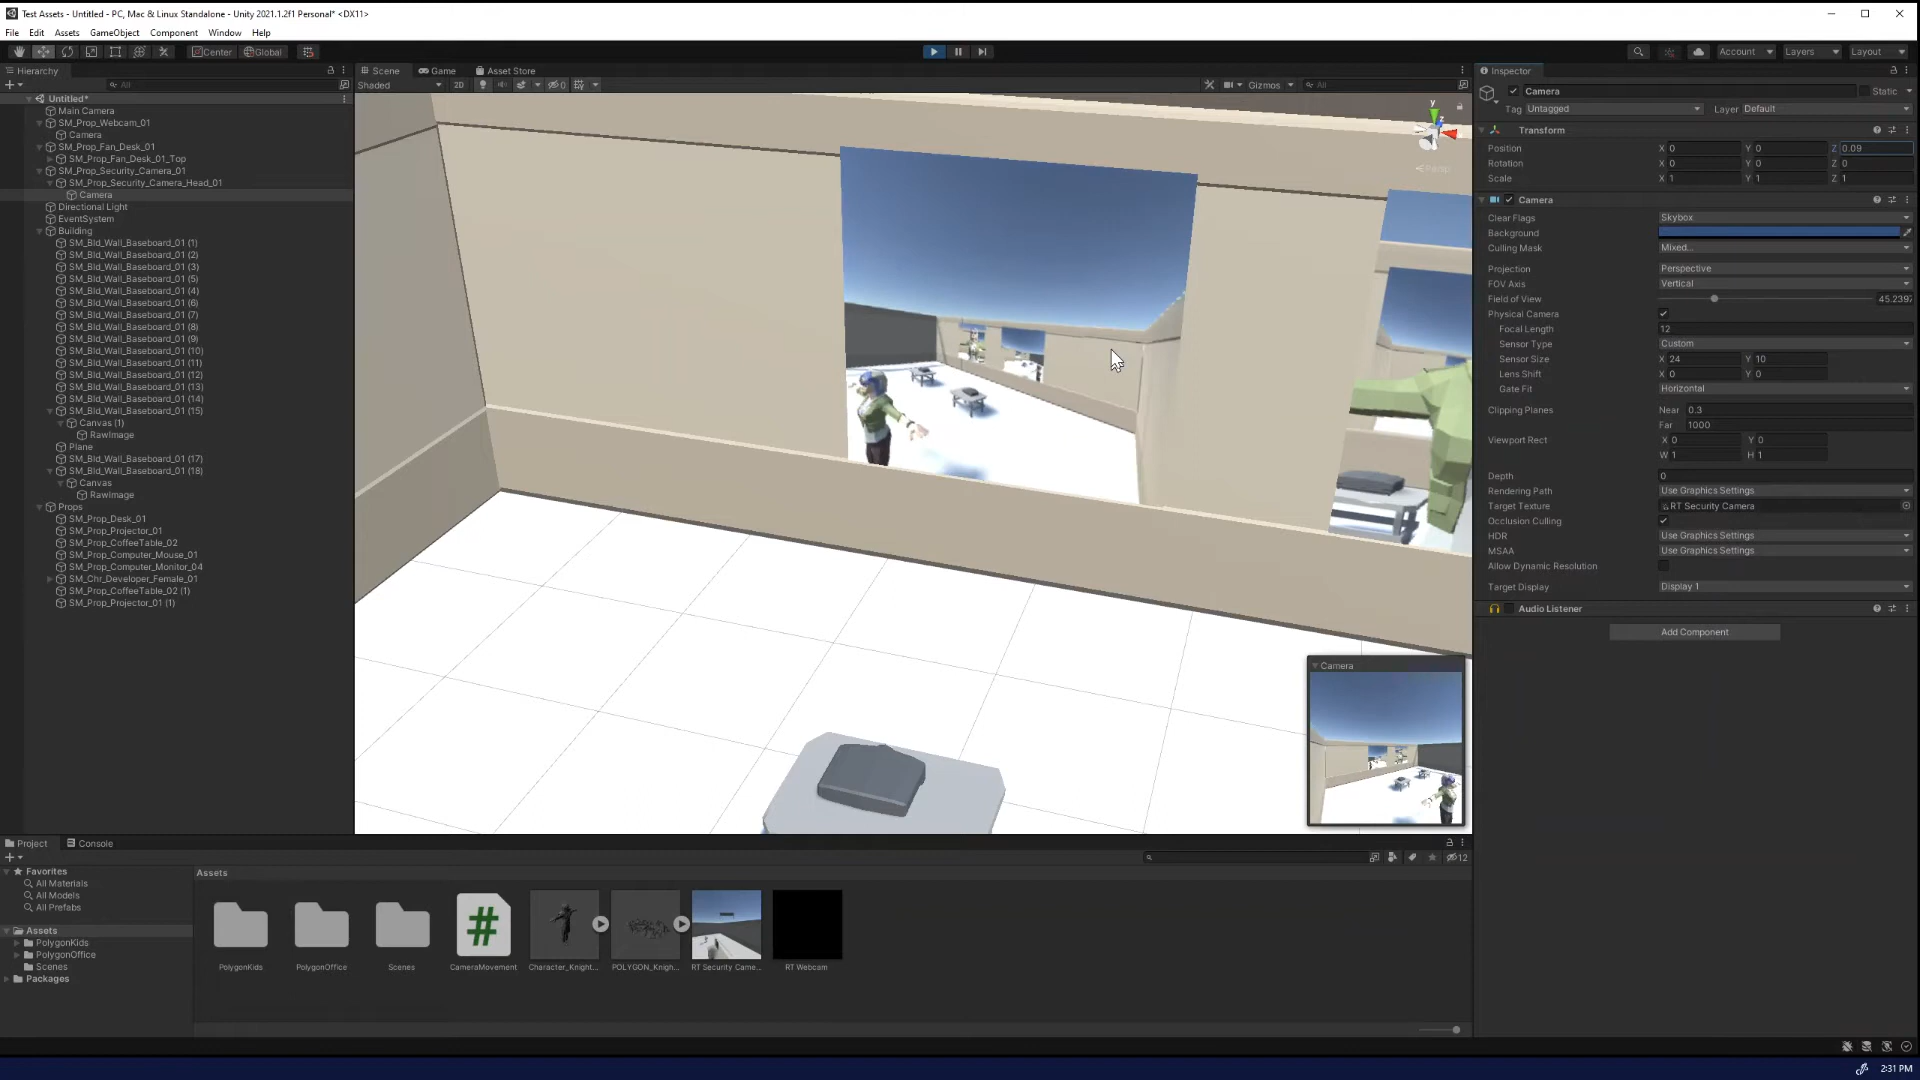 Test Assets - Untitled - PC, Mac & Linux Standalone - Unity 2021.1.2f1 Personal* <DX11>
File Edit Assets GameObject Component Window Help
Center Global
Account Layers Layout
Hierarchy
All
Untitled*
Main Camera
SM_Prop_Webcam_01
Camera
SM_Prop_Fan_Desk_01
SM_Prop_Fan_Desk_01_Top
SM_Prop_Security_Camera_01
SM_Prop_Security_Camera_Head_01
Camera
Directional Light
EventSystem
Building
SM_Bld_Wall_Baseboard_01 (1)
SM_Bld_Wall_Baseboard_01 (2)
SM_Bld_Wall_Baseboard_01 (3)
SM_Bld_Wall_Baseboard_01 (5)
SM_Bld_Wall_Baseboard_01 (4)
SM_Bld_Wall_Baseboard_01 (6)
SM_Bld_Wall_Baseboard_01 (7)
SM_Bld_Wall_Baseboard_01 (8)
SM_Bld_Wall_Baseboard_01 (9)
SM_Bld_Wall_Baseboard_01 (10)
SM_Bld_Wall_Baseboard_01 (11)
SM_Bld_Wall_Baseboard_01 (12)
SM_Bld_Wall_Baseboard_01 (13)
SM_Bld_Wall_Baseboard_01 (14)
SM_Bld_Wall_Baseboard_01 (15)
Canvas (1)
RawImage
Plane
SM_Bld_Wall_Baseboard_01 (17)
SM_Bld_Wall_Baseboard_01 (18)
Canvas
RawImage
Props
SM_Prop_Desk_01
SM_Prop_Projector_01
SM_Prop_CoffeeTable_02
SM_Prop_Computer_Mouse_01
SM_Prop_Computer_Monitor_04
SM_Chr_Developer_Female_01
SM_Prop_CoffeeTable_02 (1)
SM_Prop_Projector_01 (1)
Scene Game Asset Store
Shaded 2D 0 Gizmos All
y
z
Persp
Camera
Inspector
Camera Static
Tag Untagged Layer Default
Transform
Position X 0 Y 0 Z 0.09
Rotation X 0 Y 0 Z 0
Scale X 1 Y 1 Z 1
Camera
Clear Flags Skybox
Background
Culling Mask Mixed...
Projection Perspective
FOV Axis Vertical
Field of View 45.2397
Physical Camera
Focal Length 12
Sensor Type Custom
Sensor Size X 24 Y 10
Lens Shift X 0 Y 0
Gate Fit Horizontal
Clipping Planes Near 0.3
Far 1000
Viewport Rect X 0 Y 0
W 1 H 1
Depth 0
Rendering Path Use Graphics Settings
Target Texture RT Security Camera
Occlusion Culling
HDR Use Graphics Settings
MSAA Use Graphics Settings
Allow Dynamic Resolution
Target Display Display 1
Audio Listener
Add Component
Project Console
12
Favorites
All Materials
All Models
All Prefabs
Assets
PolygonKids
PolygonOffice
Scenes
Packages
Assets
PolygonKids PolygonOffice Scenes CameraMovement Character_Knight... POLYGON_Knigh... RT Security Came... RT Webcam
2:31 PM